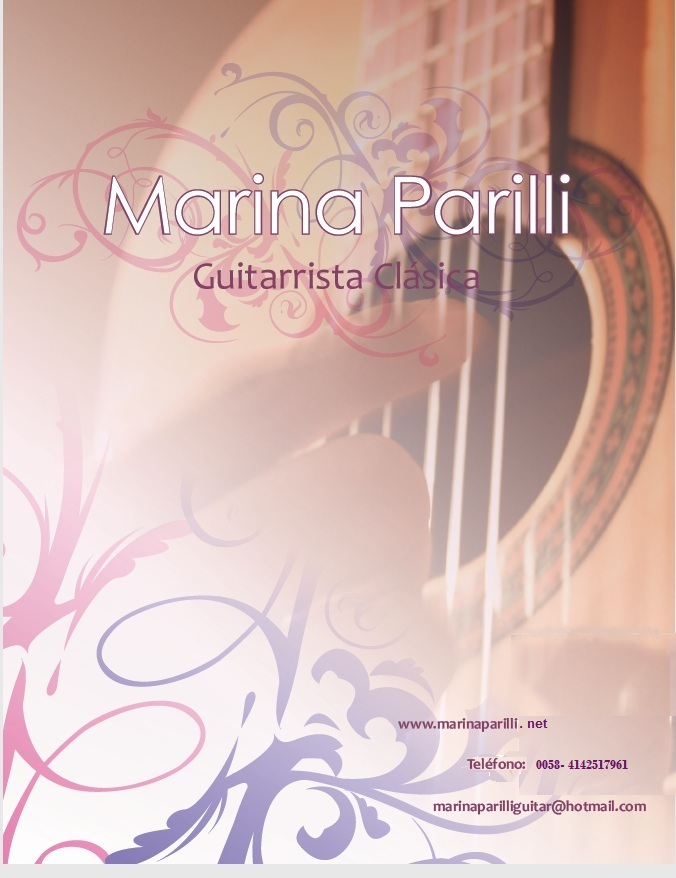 Marina Parilli
Guitarrista Clásica
www.marinaparilli. net
Teléfono: 0058- 4142517961
marinaparilliguitar@hotmail.com